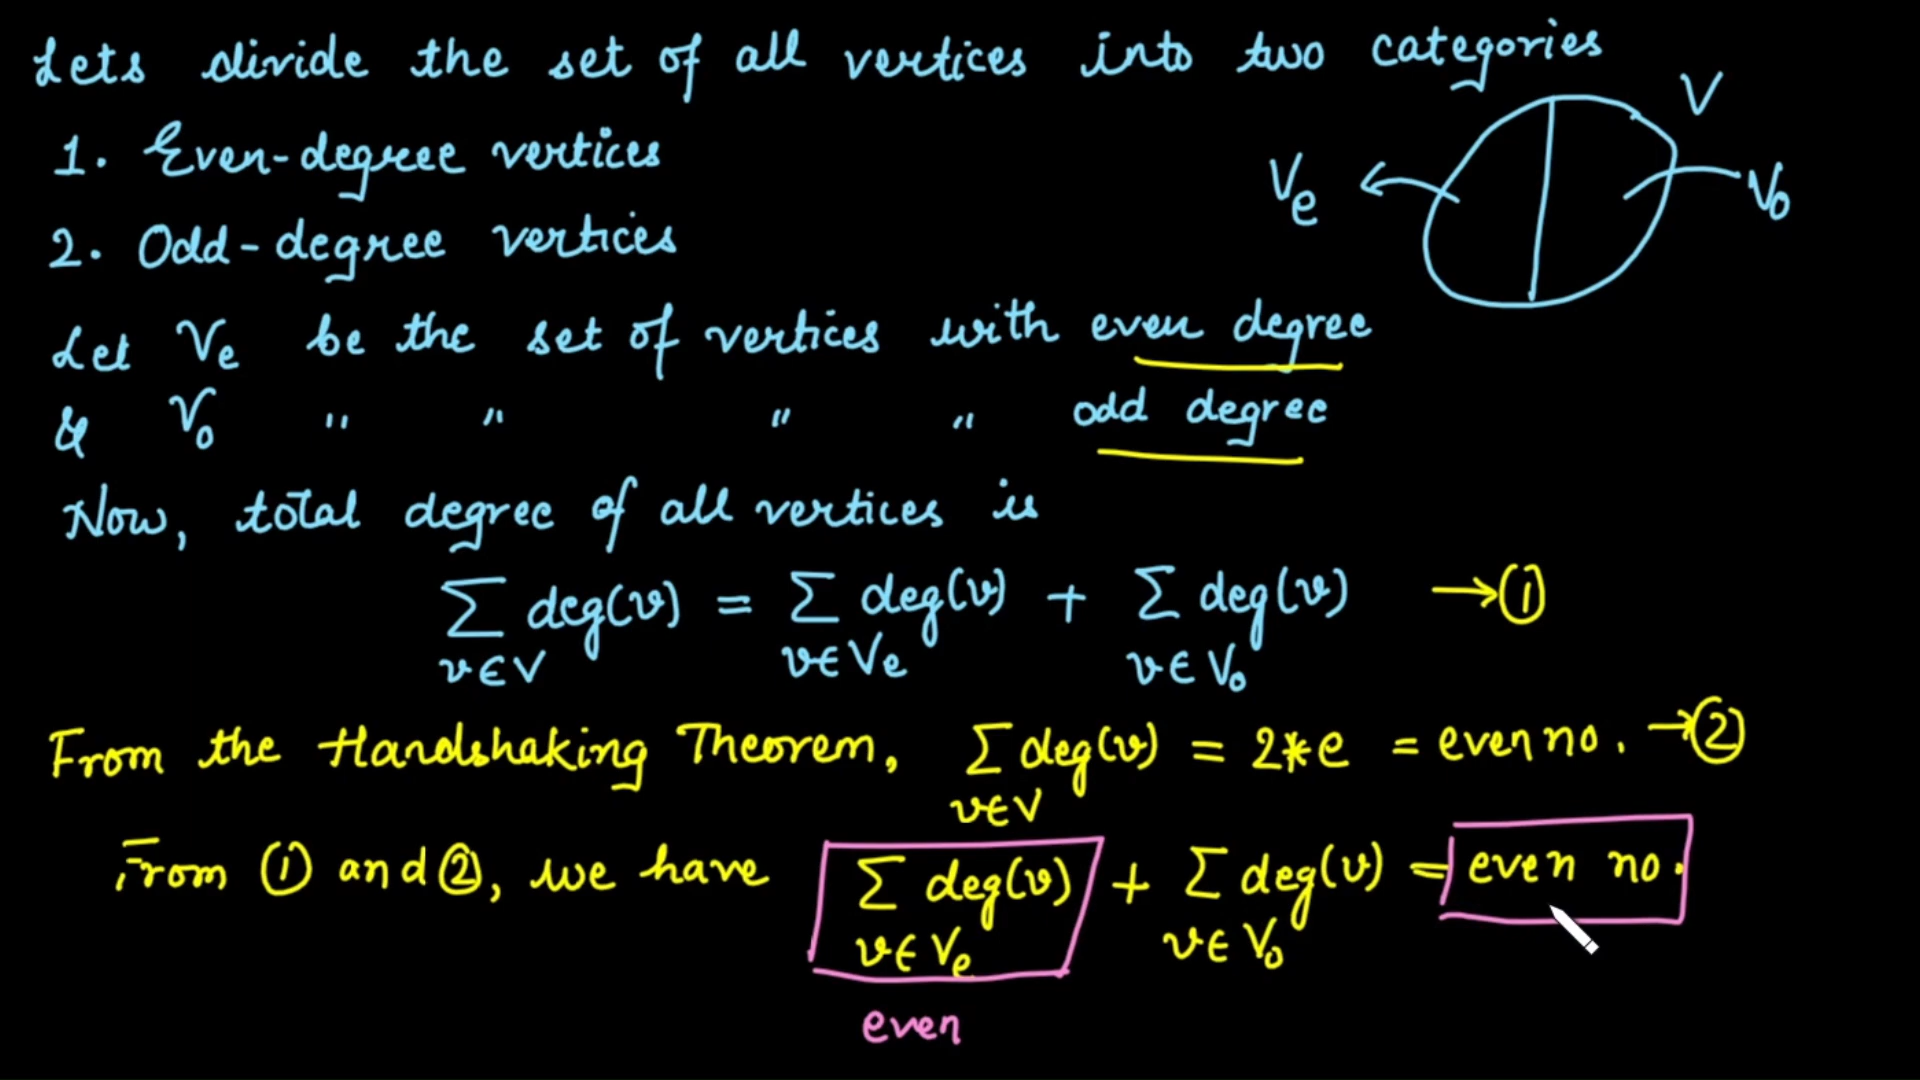 Lets divide the set of all vertices into two categories
1. Even-degree vertices
2. Odd-degree vertices
V
Ve
Vo
Let Ve be the set of vertices with even degree
& Vo " " " " odd degree
Now, total degree of all vertices is
∑ deg(v) = ∑ deg(v) + ∑ deg(v) → ①
v∈V v∈Ve v∈Vo
From the Handshaking Theorem, ∑ deg(v) = 2*e = even no. → ②
v∈V
From ① and ②, we have ∑ deg(v) + ∑ deg(v) = even no.
v∈Ve v∈Vo
even